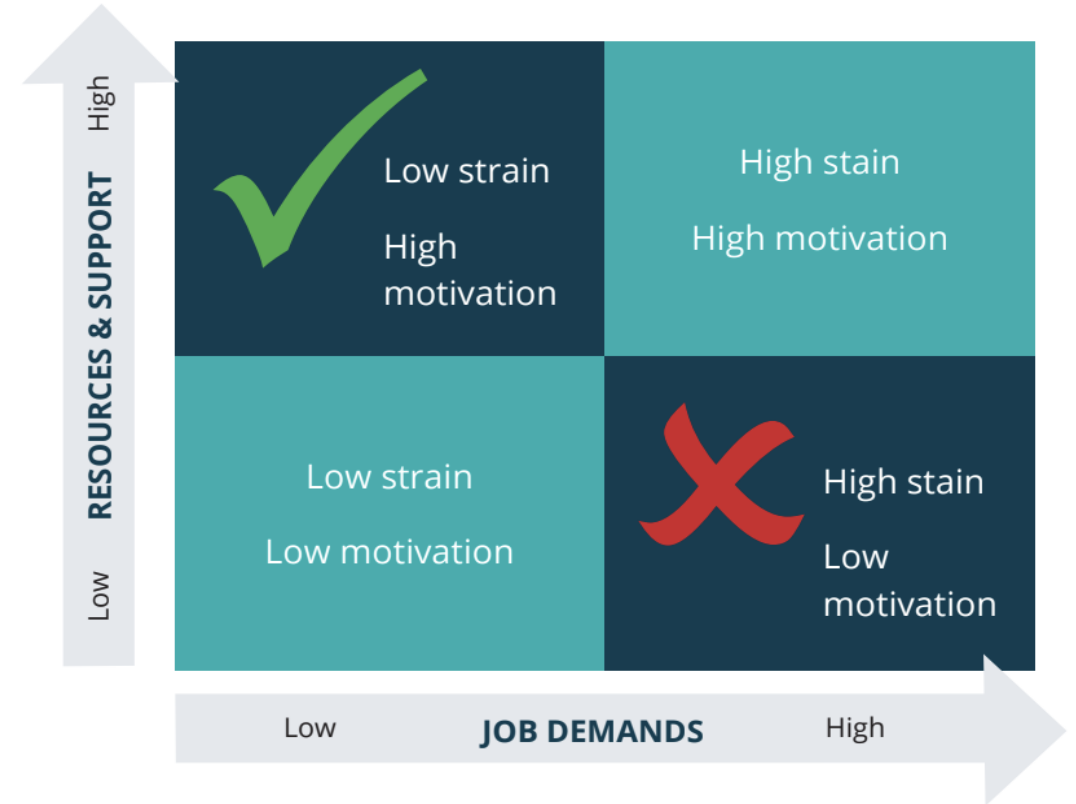 High
RESOURCES & SUPPORT
Low
Low strain
High
motivation
High stain
High motivation
Low strain
Low motivation
High stain
Low
motivation
Low
JOB DEMANDS
High